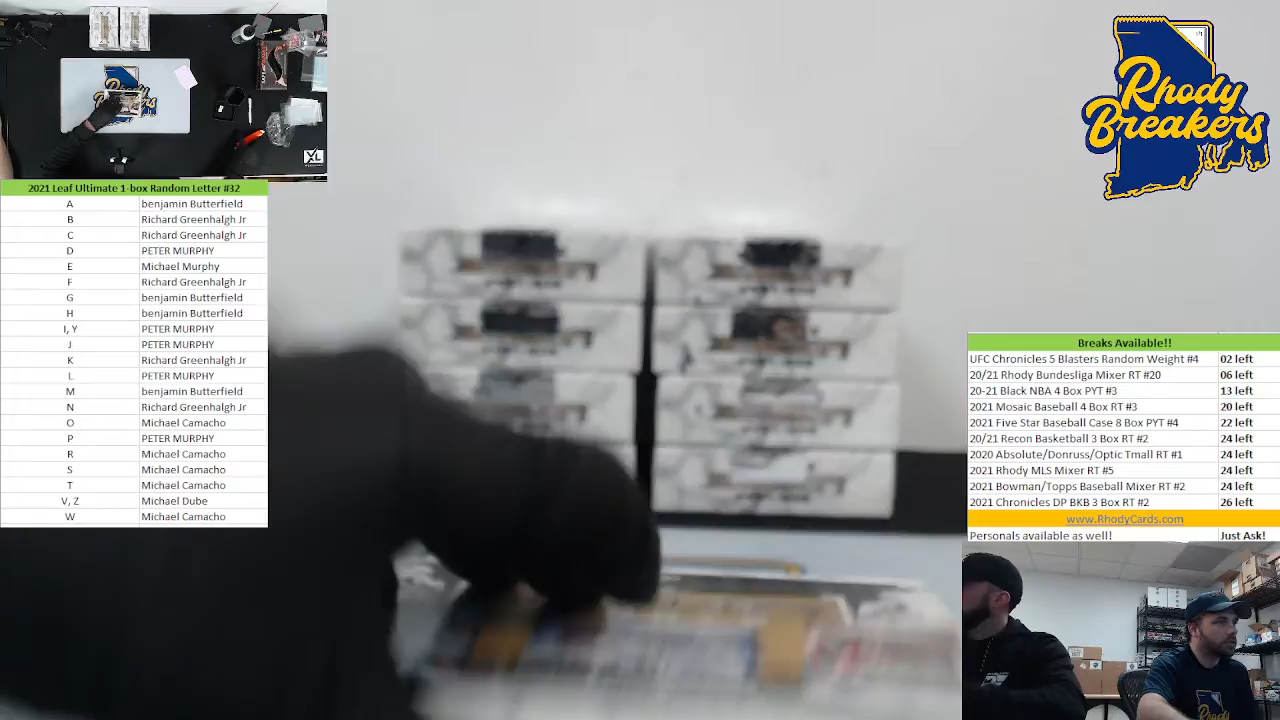 Rhody
Breakers
2021 Leaf Ultimate 1-box Random Letter #32
A benjamin Butterfield
B Richard Greenhalgh Jr
C Richard Greenhalgh Jr
D PETER MURPHY
E Michael Murphy
F Richard Greenhalgh Jr
G benjamin Butterfield
H benjamin Butterfield
I, Y PETER MURPHY
J PETER MURPHY
K Richard Greenhalgh Jr
L PETER MURPHY
M benjamin Butterfield
N Richard Greenhalgh Jr
O Michael Camacho
P PETER MURPHY
R Michael Camacho
S Michael Camacho
T Michael Camacho
V, Z Michael Dube
W Michael Camacho
Breaks Available!!
UFC Chronicles 5 Blasters Random Weight #4 02 left
20/21 Rhody Bundesliga Mixer RT #20 06 left
20-21 Black NBA 4 Box PYT #3 13 left
2021 Mosaic Baseball 4 Box RT #3 20 left
2021 Five Star Baseball Case 8 Box PYT #4 22 left
20/21 Recon Basketball 3 Box RT #2 24 left
2020 Absolute/Donruss/Optic Tmall RT #1 24 left
2021 Rhody MLS Mixer RT #5 24 left
2021 Bowman/Topps Baseball Mixer RT #2 24 left
2021 Chronicles DP BKB 3 Box RT #2 26 left
www.RhodyCards.com
Personals available as well! Just Ask!
Rhody
Breakers
XL